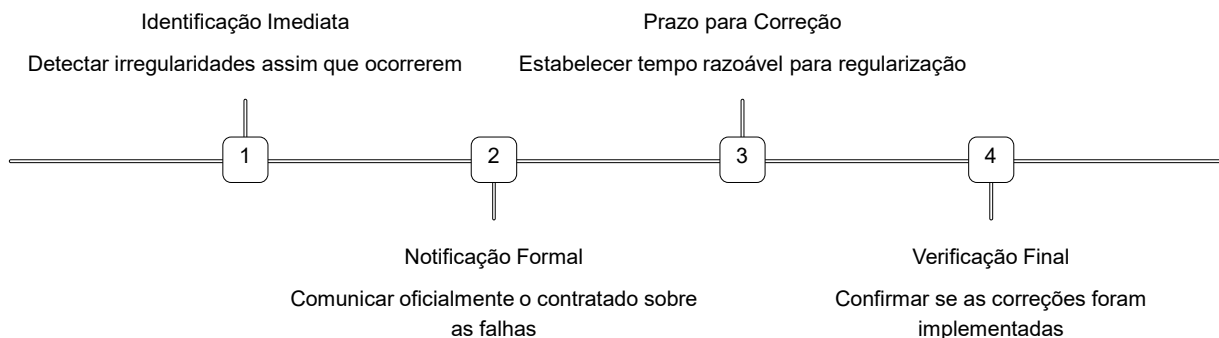 Identificação Imediata
Detectar irregularidades assim que ocorrerem
Prazo para Correção
Estabelecer tempo razoável para regularização
1
2
3
4
Notificação Formal
Comunicar oficialmente o contratado sobre
as falhas
Verificação Final
Confirmar se as correções foram
implementadas